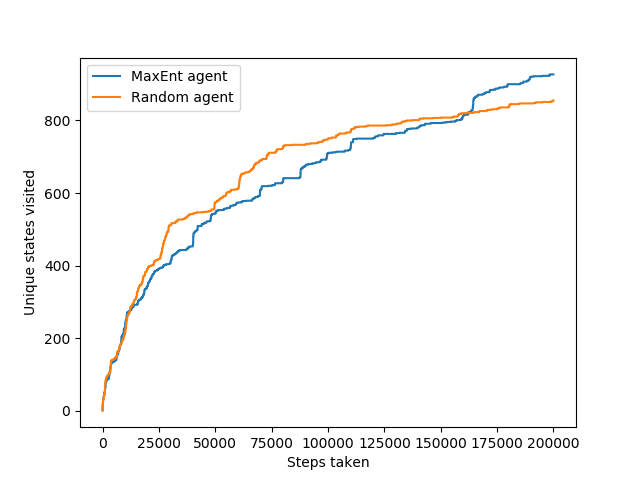 MaxEnt agent
Random agent
800
600
400
200
0
Unique states visited
0 25000 50000 75000 100000 125000 150000 175000 200000
Steps taken